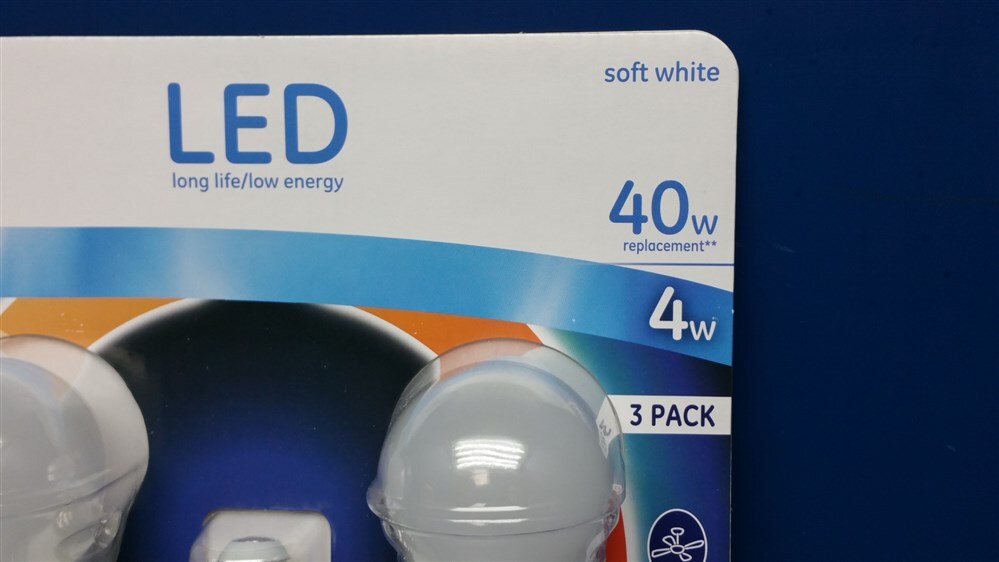 soft white
LED
long life/low energy
40w
replacement**
4w
3 PACK